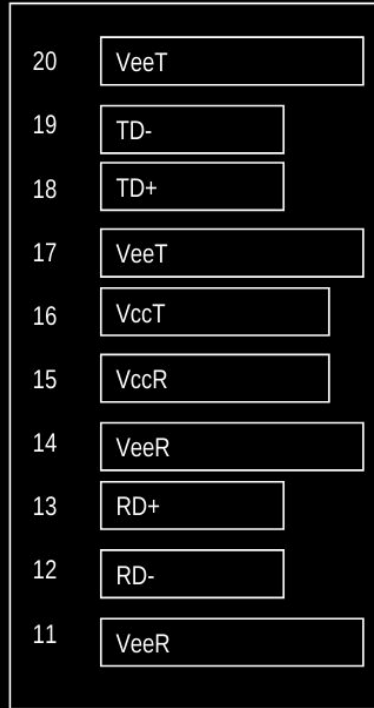 20 VeeT
19 TD-
18 TD+
17 VeeT
16 VccT
15 VccR
14 VeeR
13 RD+
12 RD-
11 VeeR